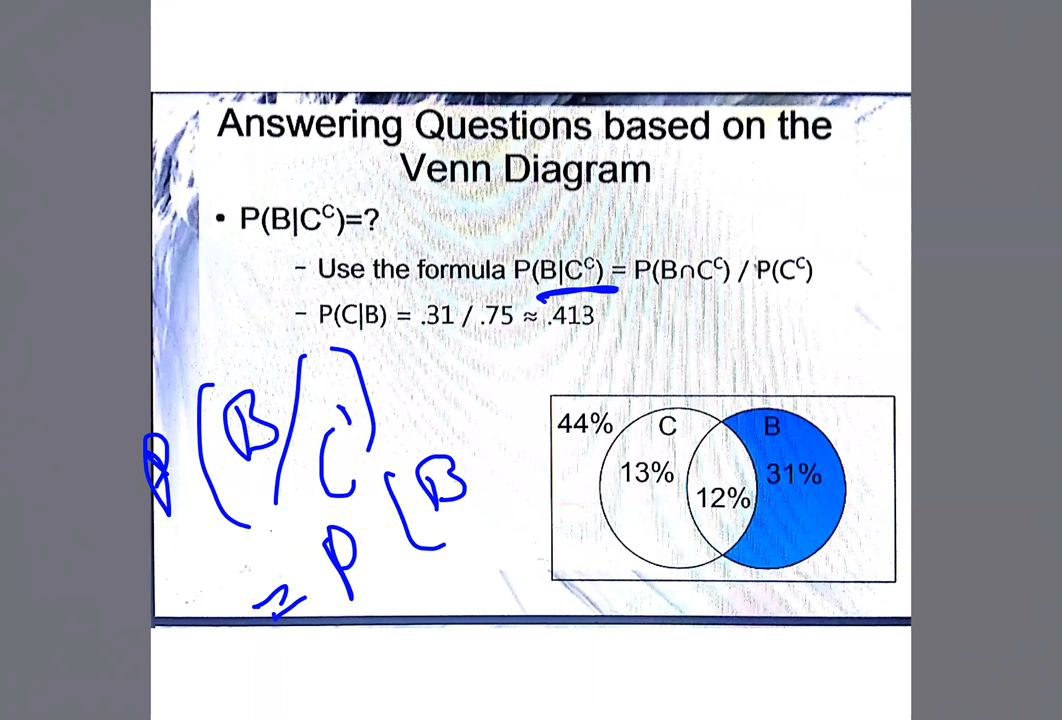 Answering Questions based on the
Venn Diagram
• P(B|Cᶜ)=?
– Use the formula P(B|Cᶜ) = P(B∩Cᶜ) / P(Cᶜ)
– P(C|B) = .31 / .75 ≈ .413
P(B/C')
= P(B
44% C B
13% 31%
12%